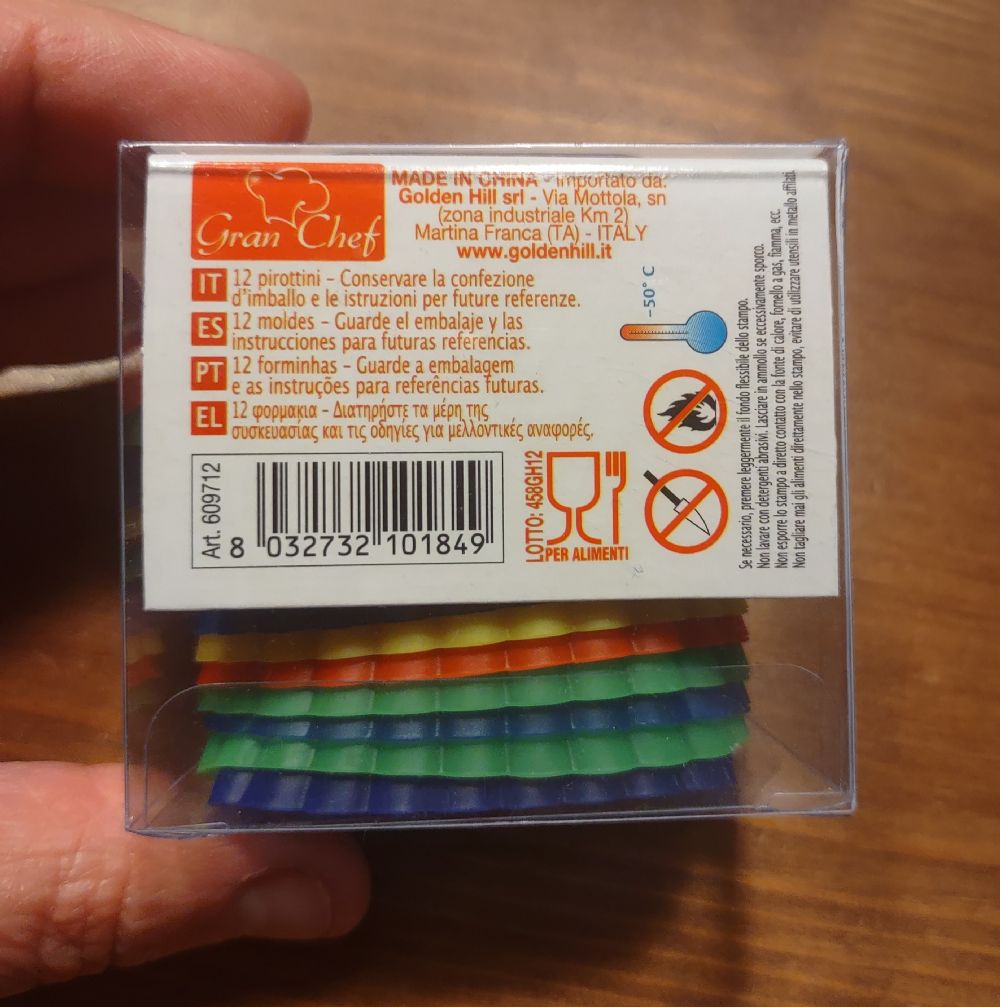 Gran Chef
MADE IN CHINA - Importato da:
Golden Hill srl - Via Mottola, sn
(zona industriale Km 2)
Martina Franca (TA) - ITALY
www.goldenhill.it
IT 12 pirottini – Conservare la confezione
d'imballo e le istruzioni per future referenze.
ES 12 moldes – Guarde el embalaje y las
instrucciones para futuras referencias.
PT 12 forminhas – Guarde a embalagem
e as instruções para referências futuras.
EL 12 φορμακια – Διατηρήστε τα μέρη της
συσκευασίας και τις οδηγίες για μελλοντικές αναφορές,
Art. 609712
8 032732 101849
LOTTO: 458GH12
PER ALIMENTI
-50° C
Se necessario, premere leggermente il fondo flessibile dello stampo.
Non lavare con detergenti abrasivi. Lasciare in ammollo se eccessivamente sporco.
Non esporre lo stampo a diretto contatto con la fonte di calore, fornello a gas, fiamma, ecc.
Non tagliare mai gli alimenti direttamente nello stampo, evitare di utilizzare utensili in metallo affilati.